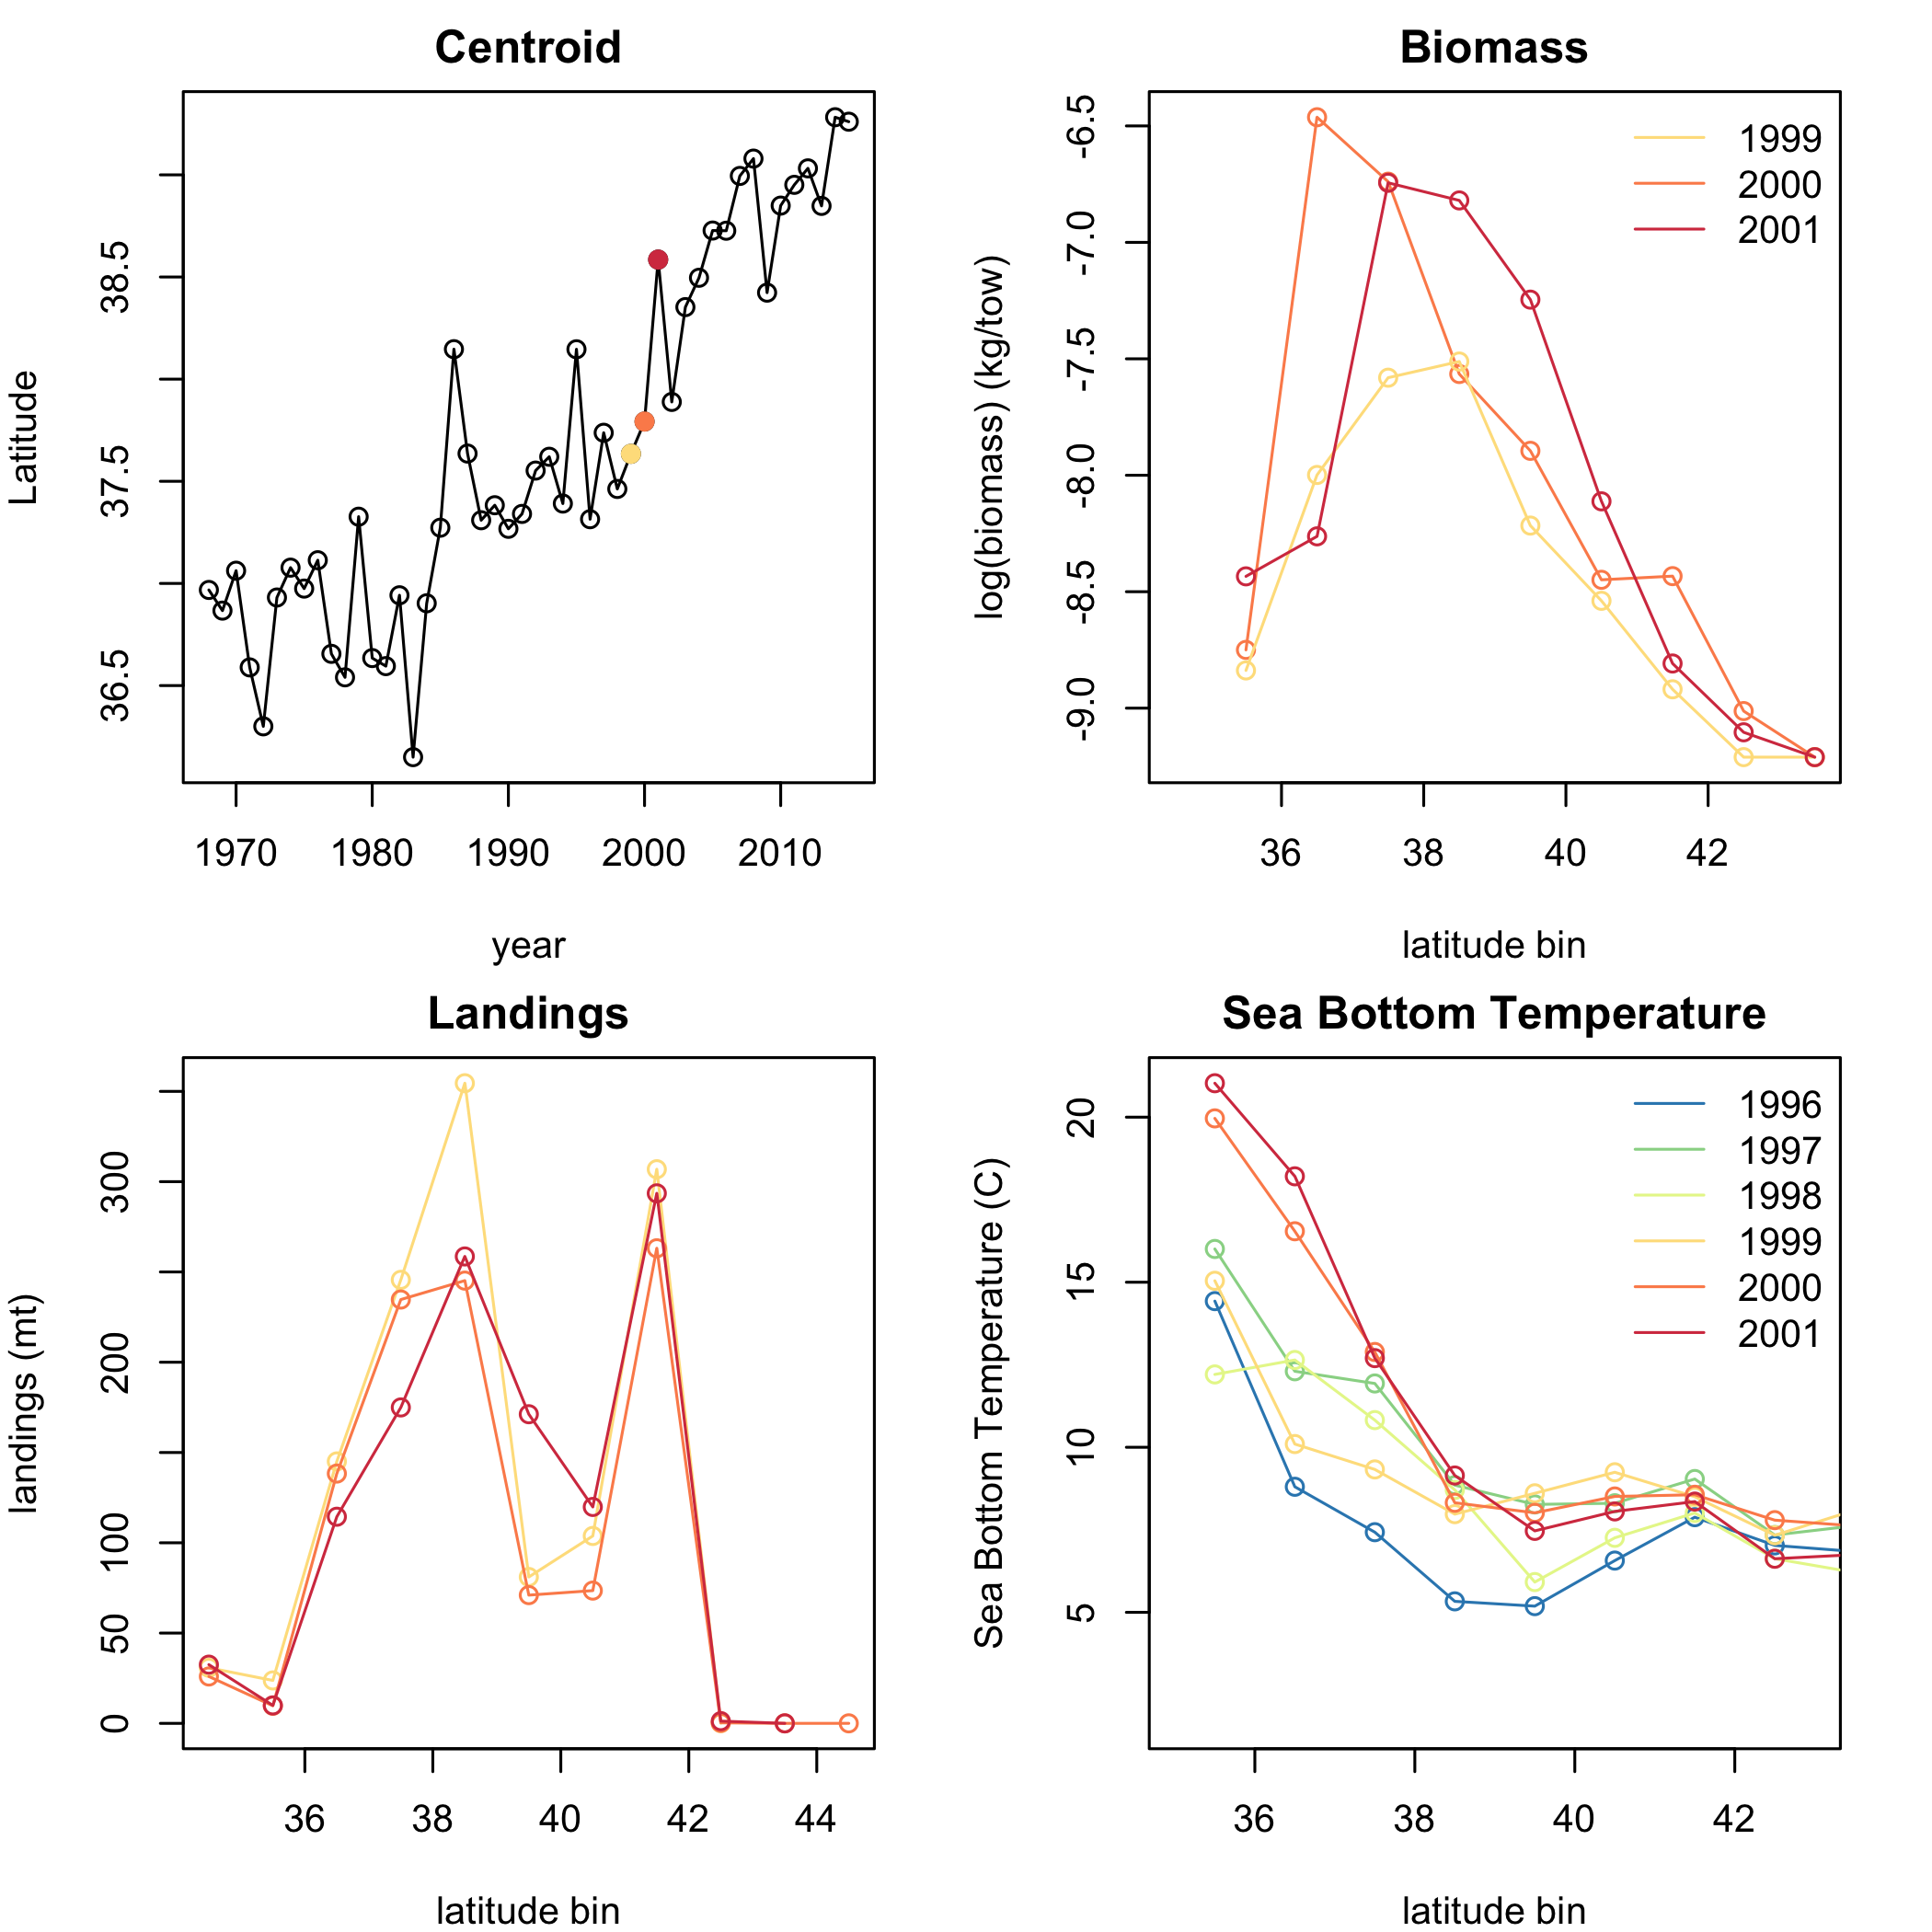 Centroid
Latitude
36.5 37.5 38.5
1970 1980 1990 2000 2010
year
Biomass
log(biomass) (kg/tow)
-9.0 -8.5 -8.0 -7.5 -7.0 -6.5
1999
2000
2001
36 38 40 42
latitude bin
Landings
landings (mt)
0 50 100 200 300
36 38 40 42 44
latitude bin
Sea Bottom Temperature
Sea Bottom Temperature (C)
5 10 15 20
1996
1997
1998
1999
2000
2001
36 38 40 42
latitude bin